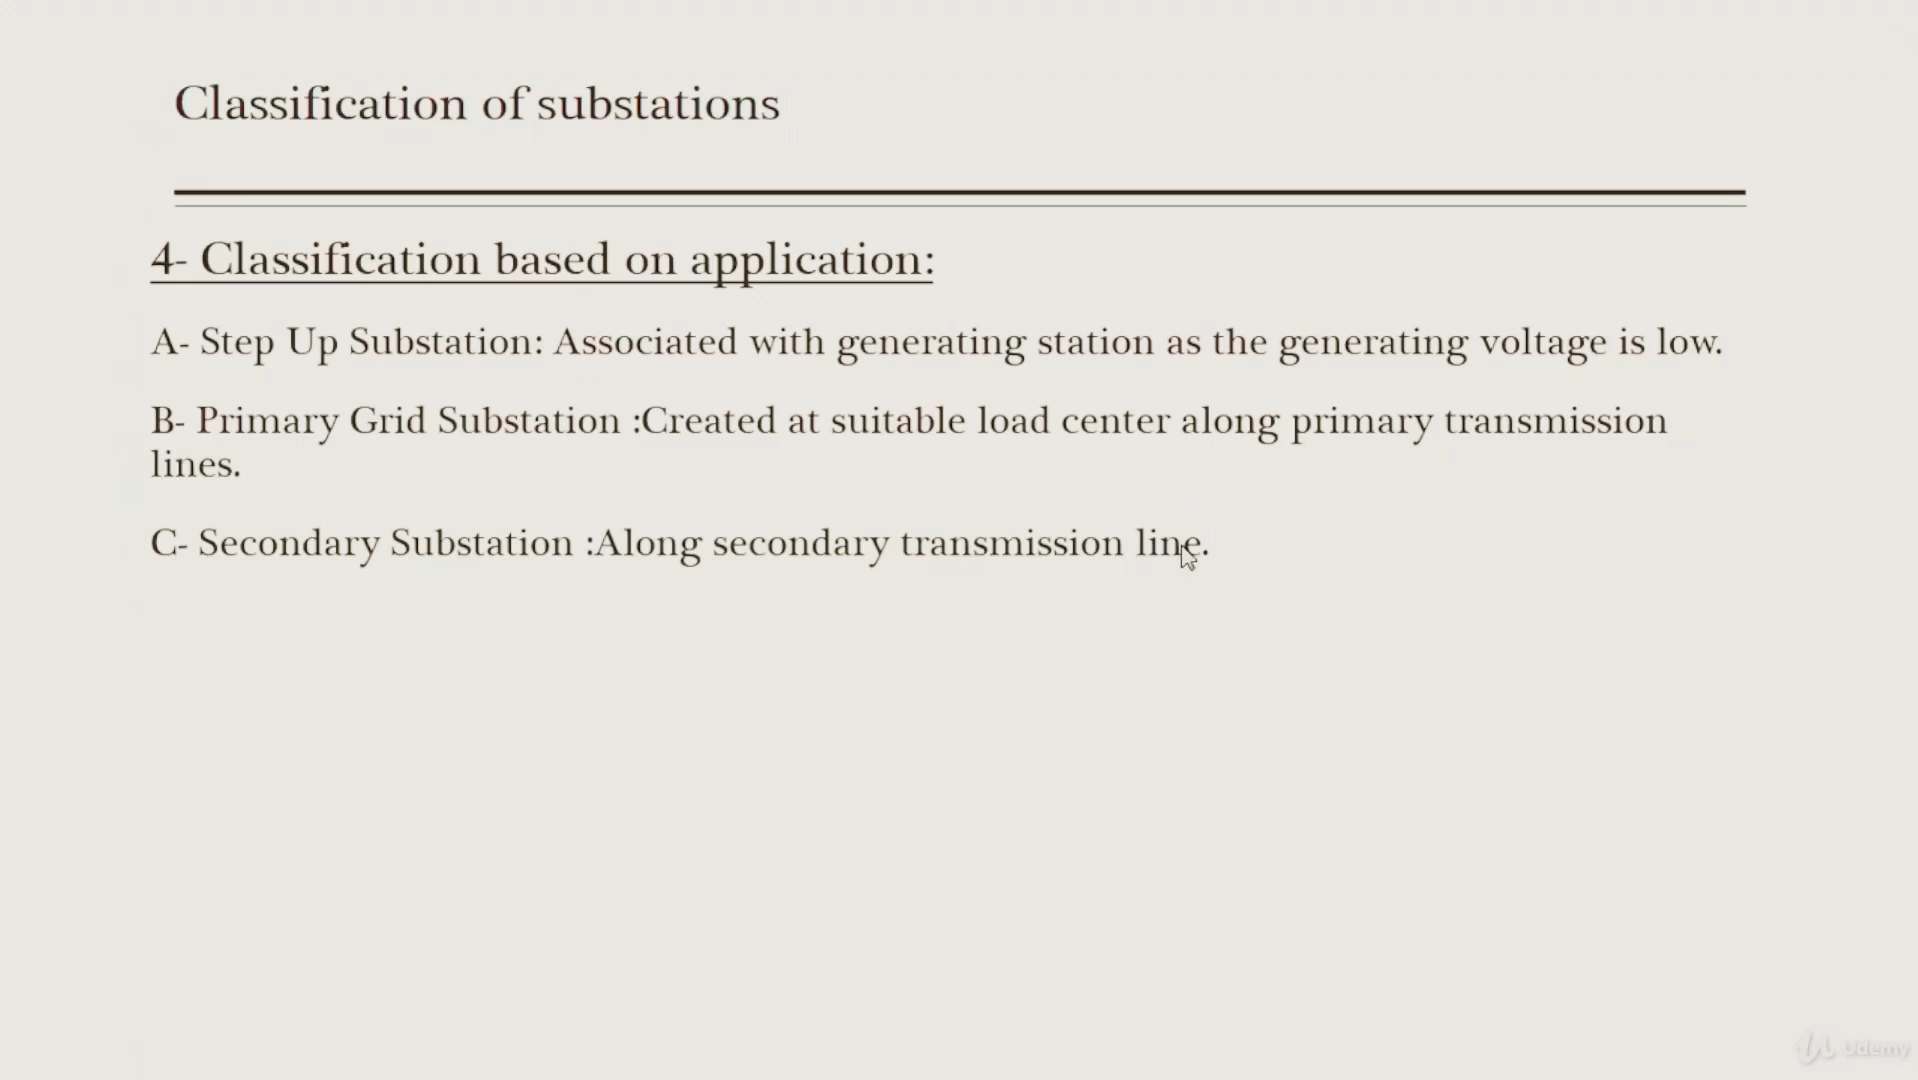 Classification of substations
4- Classification based on application:
A- Step Up Substation: Associated with generating station as the generating voltage is low.
B- Primary Grid Substation :Created at suitable load center along primary transmission
lines.
C- Secondary Substation :Along secondary transmission line.
Udemy